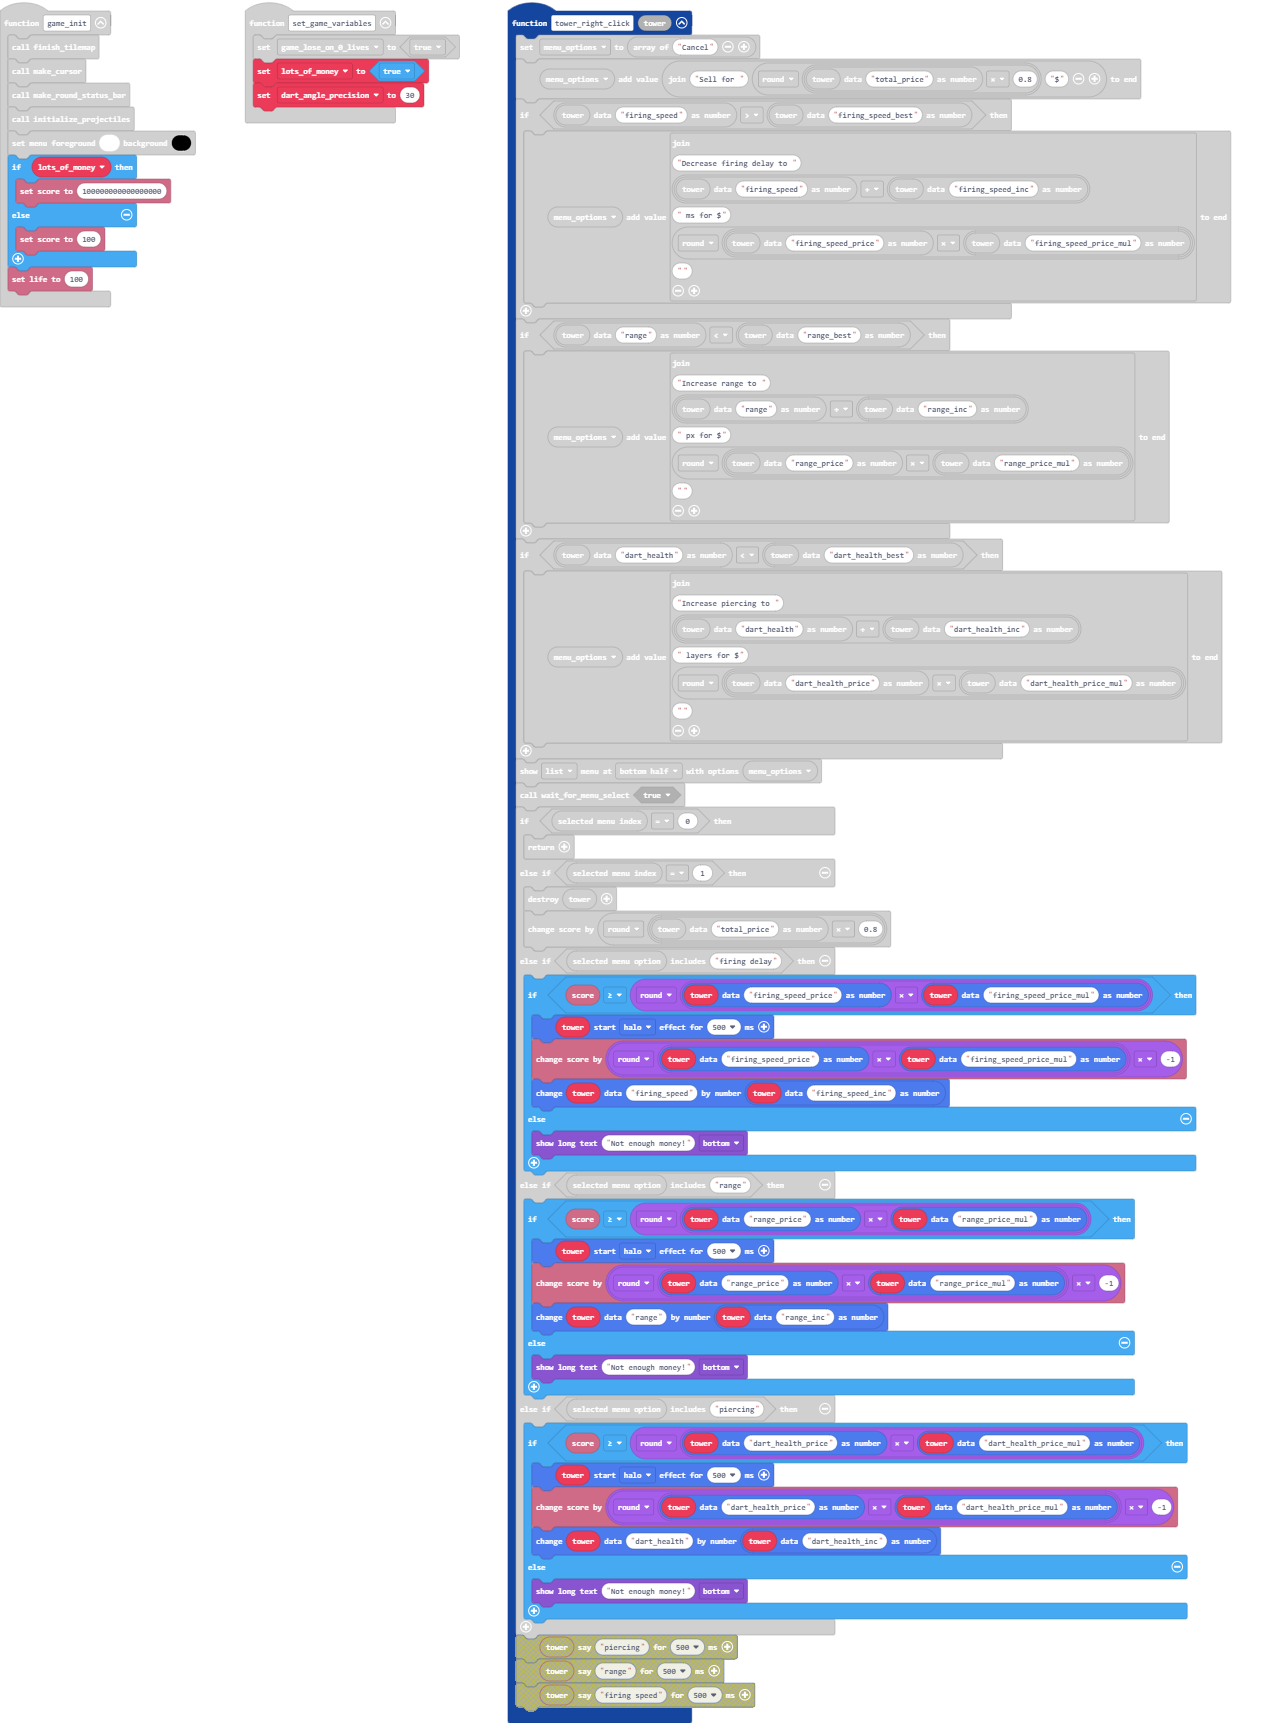 function game_init
call finish_tilemap
call make_cursor
call make_round_status_bar
call initialize_projectiles
set menu foreground background
if lots_of_money then
set score to 100000000000000000
else
set score to 100
set life to 100
function set_game_variables
set game_lose_on_0_lives to true
set lots_of_money to true
set dart_angle_precision to 30
function tower_right_click tower
set menu_options to array of "Cancel"
menu_options add value join "Sell for " round tower data "total_price" as number × 0.8 "$" to end
if tower data "firing_speed" as number > tower data "firing_speed_best" as number then
join
"Decrease firing delay to "
tower data "firing_speed" as number + tower data "firing_speed_inc" as number
menu_options add value " ms for $" to end
round tower data "firing_speed_price" as number × tower data "firing_speed_price_mul" as number
""
if tower data "range" as number < tower data "range_best" as number then
join
"Increase range to "
tower data "range" as number + tower data "range_inc" as number
menu_options add value " px for $" to end
round tower data "range_price" as number × tower data "range_price_mul" as number
""
if tower data "dart_health" as number < tower data "dart_health_best" as number then
join
"Increase piercing to "
tower data "dart_health" as number + tower data "dart_health_inc" as number
menu_options add value " layers for $" to end
round tower data "dart_health_price" as number × tower data "dart_health_price_mul" as number
""
show list menu at bottom half with options menu_options
call wait_for_menu_select true
if selected menu index = 0 then
return
else if selected menu index = 1 then
destroy tower
change score by round tower data "total_price" as number × 0.8
else if selected menu option includes "firing delay" then
if score ≥ round tower data "firing_speed_price" as number × tower data "firing_speed_price_mul" as number then
tower start halo effect for 500 ms
change score by round tower data "firing_speed_price" as number × tower data "firing_speed_price_mul" as number × -1
change tower data "firing_speed" by number tower data "firing_speed_inc" as number
else
show long text "Not enough money!" bottom
else if selected menu option includes "range" then
if score ≥ round tower data "range_price" as number × tower data "range_price_mul" as number then
tower start halo effect for 500 ms
change score by round tower data "range_price" as number × tower data "range_price_mul" as number × -1
change tower data "range" by number tower data "range_inc" as number
else
show long text "Not enough money!" bottom
else if selected menu option includes "piercing" then
if score ≥ round tower data "dart_health_price" as number × tower data "dart_health_price_mul" as number then
tower start halo effect for 500 ms
change score by round tower data "dart_health_price" as number × tower data "dart_health_price_mul" as number × -1
change tower data "dart_health" by number tower data "dart_health_inc" as number
else
show long text "Not enough money!" bottom
tower say "piercing" for 500 ms
tower say "range" for 500 ms
tower say "firing speed" for 500 ms